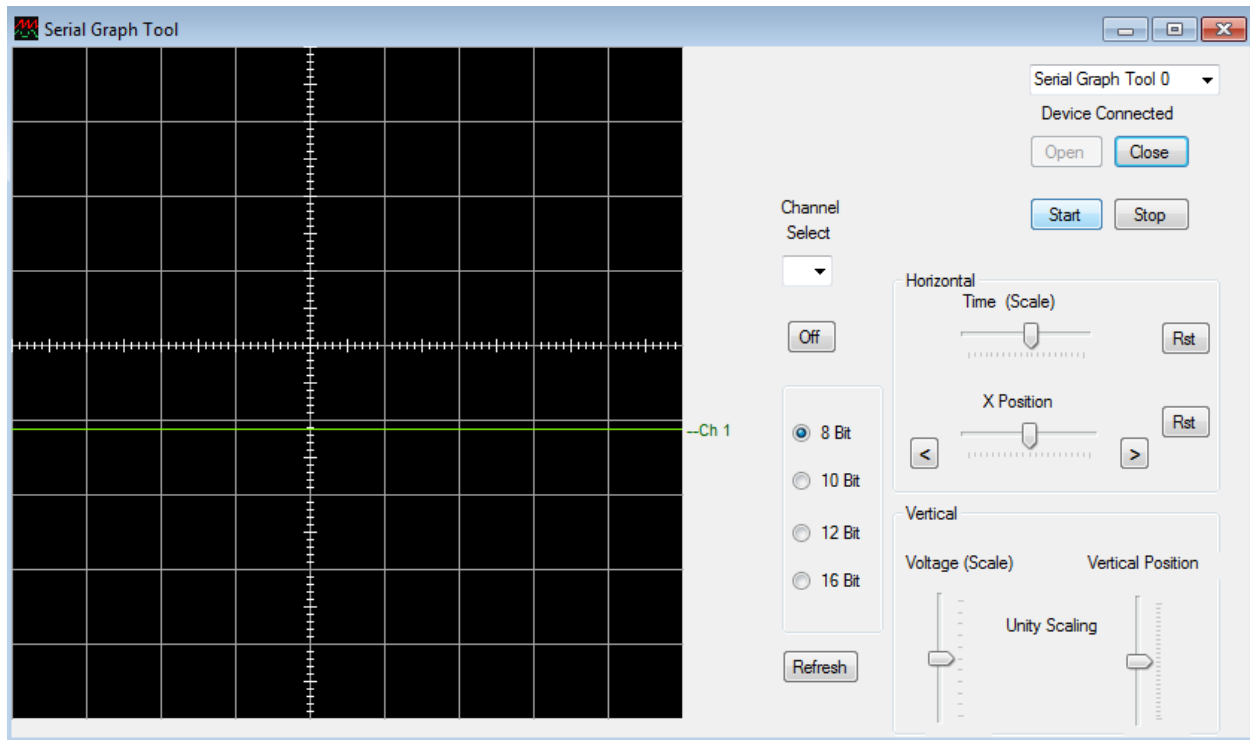 Serial Graph Tool
Serial Graph Tool 0
Device Connected
Open
Close
Channel
Select
Start
Stop
Horizontal
Time (Scale)
Off
Rst
X Position
Rst
--Ch 1
8 Bit
<
>
10 Bit
Vertical
12 Bit
Voltage (Scale)
Vertical Position
16 Bit
Unity Scaling
Refresh